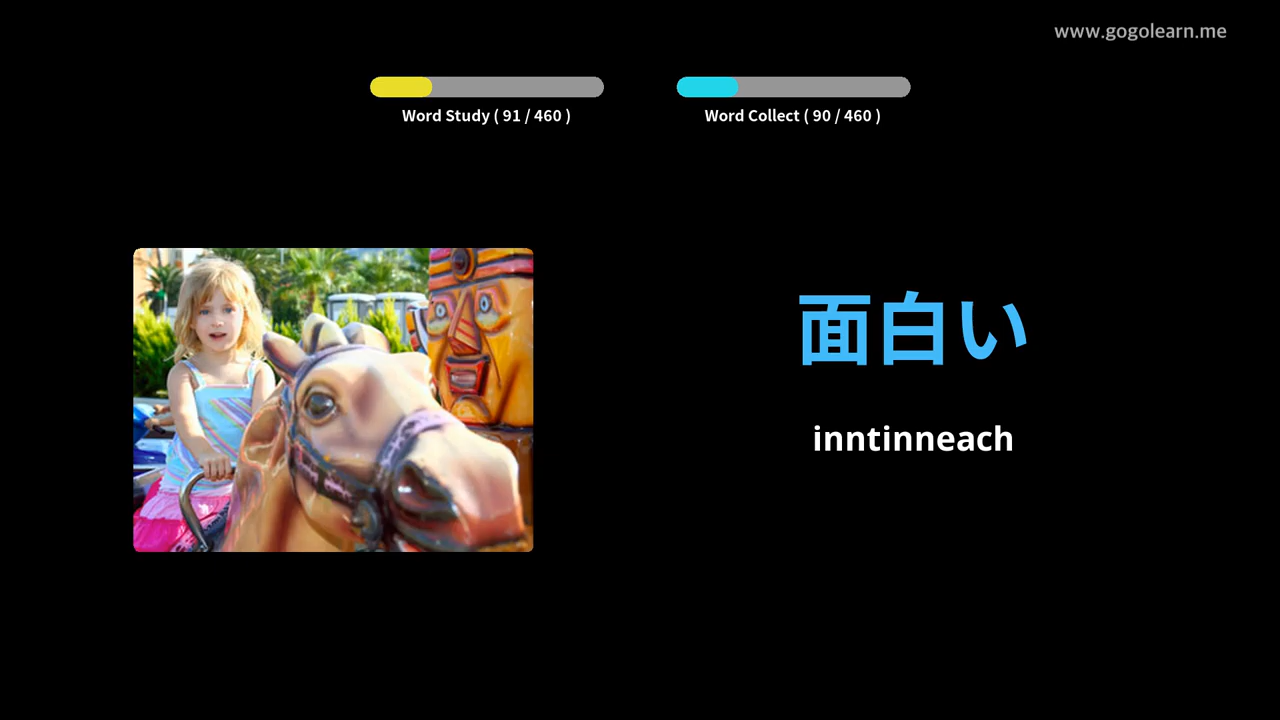 www.gogolearn.me
Word Study ( 91 / 460 )
Word Collect ( 90 / 460 )
面白い
inntinneach